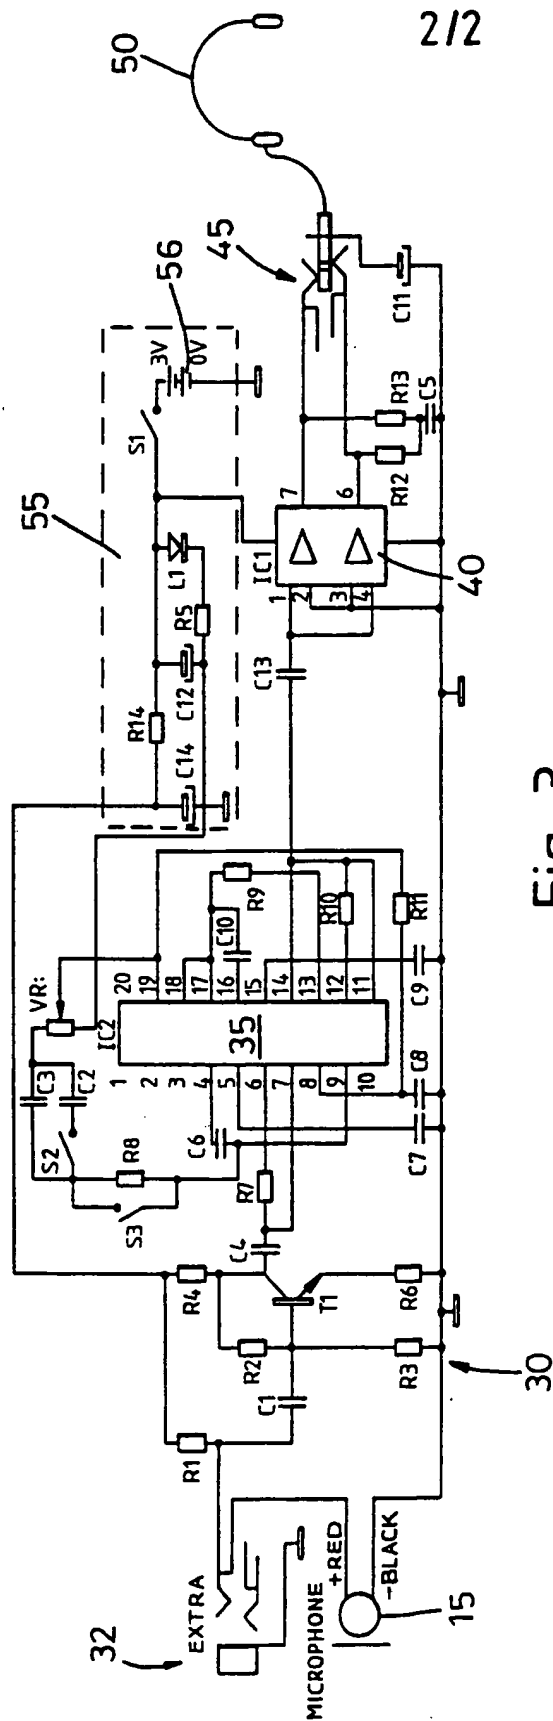 2/2
50
55
56
45
3V
0V
S1
L1
R5
C12
R14
C14
7
6
IC1
1
2
3
4
40
R13
R12
C5
C11
C13
VR:
IC2
35
1
2
3
4
5
6
7
8
9
10
20
19
18
17
16
15
14
13
12
11
C3
C2
S2
S3
R8
C6
R7
C4
C10
R9
R10
R11
C7
C8
C9
R4
R2
R1
C1
T1
R3
R6
30
32
EXTRA
MICROPHONE
+RED
-BLACK
15
Fig.